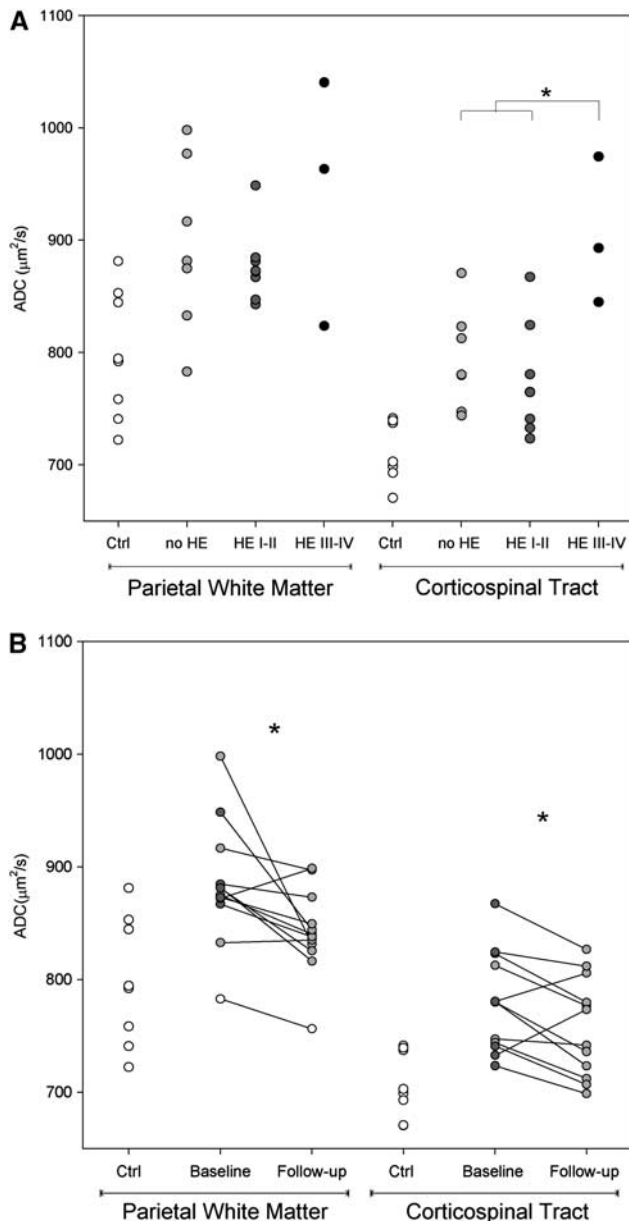 A
1100
1000
900
800
700
ADC (μm²/s)
*
Ctrl no HE HE I-II HE III-IV Ctrl no HE HE I-II HE III-IV
Parietal White Matter Corticospinal Tract
B
1100
1000
900
800
700
ADC(μm²/s)
*
*
Ctrl Baseline Follow-up Ctrl Baseline Follow-up
Parietal White Matter Corticospinal Tract